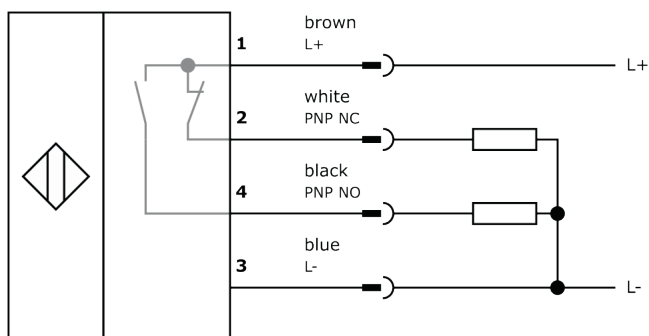 brown
1 L+ L+
white
2 PNP NC
black
4 PNP NO
blue
3 L- L-